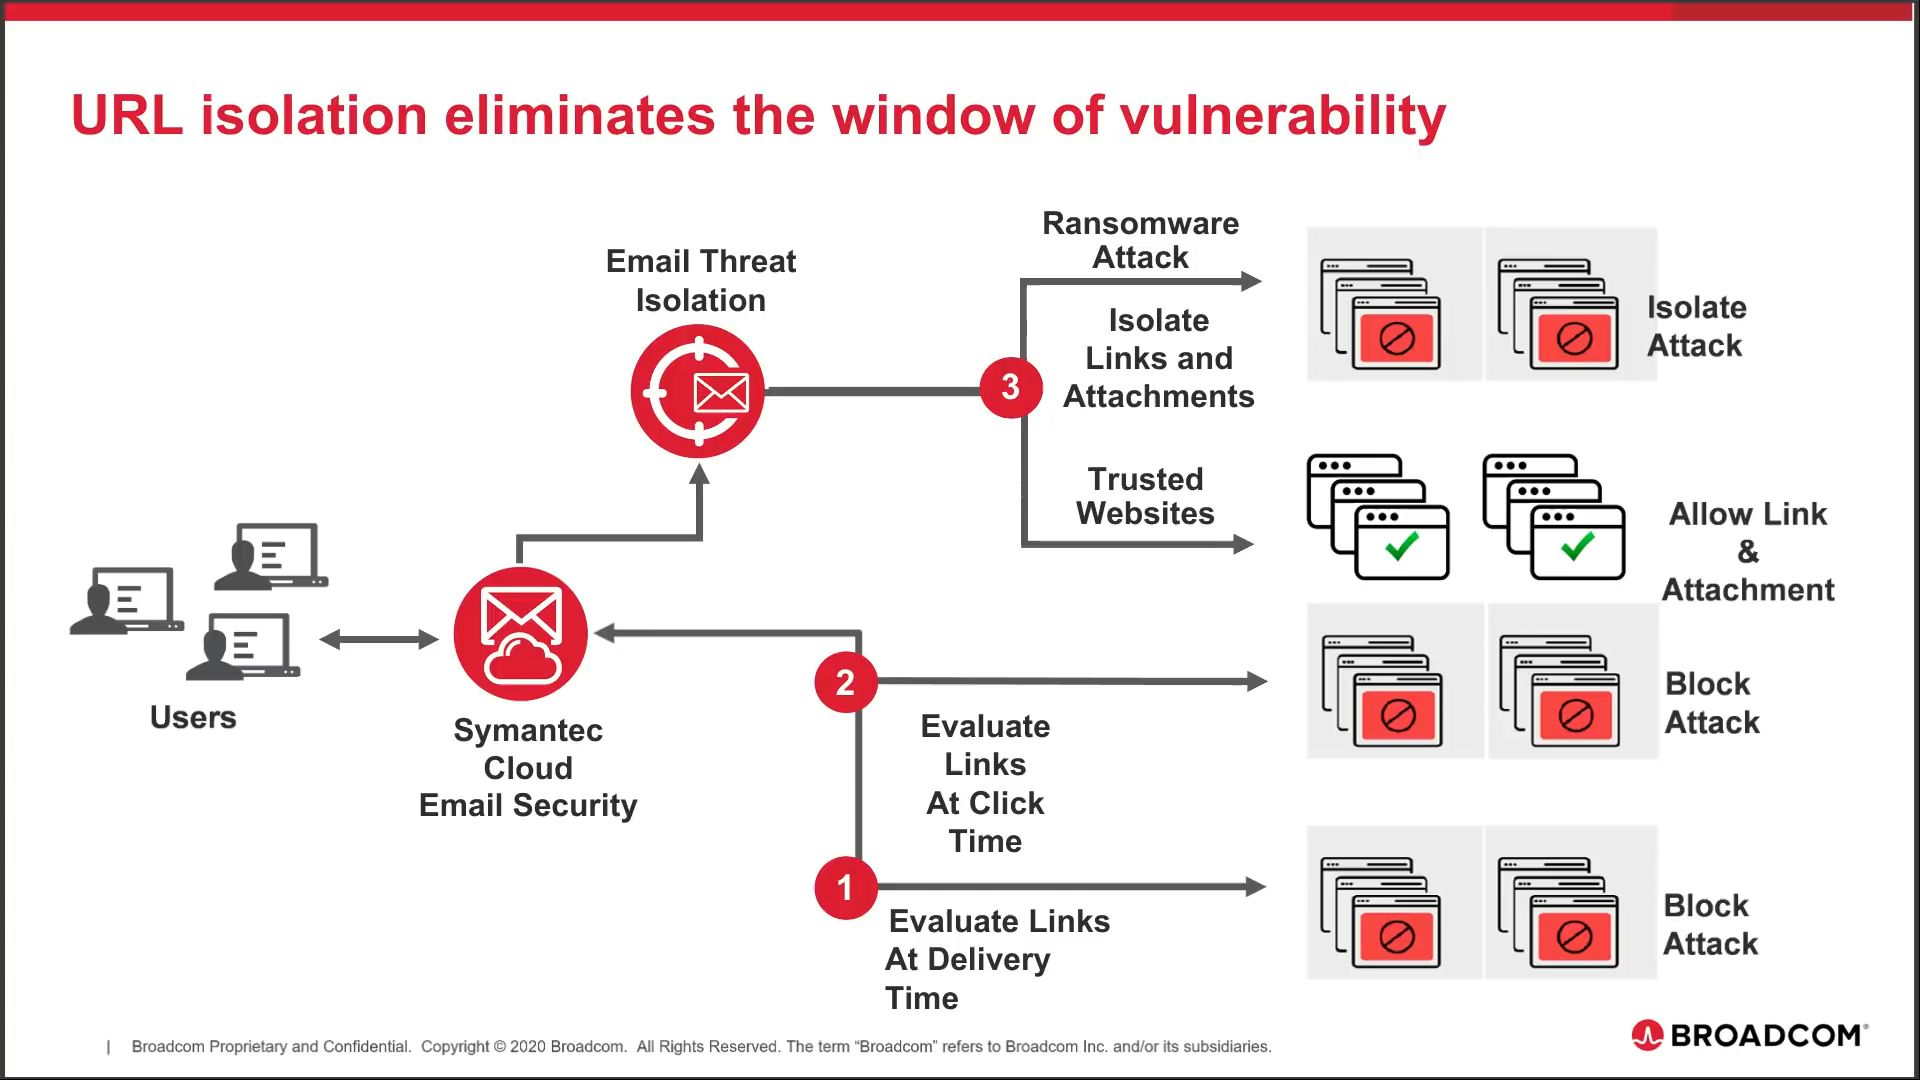 URL isolation eliminates the window of vulnerability
Ransomware
Attack
Email Threat
Isolation
Isolate
Links and
Attachments
3
Isolate
Attack
Trusted
Websites
Allow Link
&
Attachment
Users
Symantec
Cloud
Email Security
2
Evaluate
Links
At Click
Time
Block
Attack
1
Evaluate Links
At Delivery
Time
Block
Attack
| Broadcom Proprietary and Confidential. Copyright © 2020 Broadcom. All Rights Reserved. The term “Broadcom” refers to Broadcom Inc. and/or its subsidiaries.
BROADCOM®